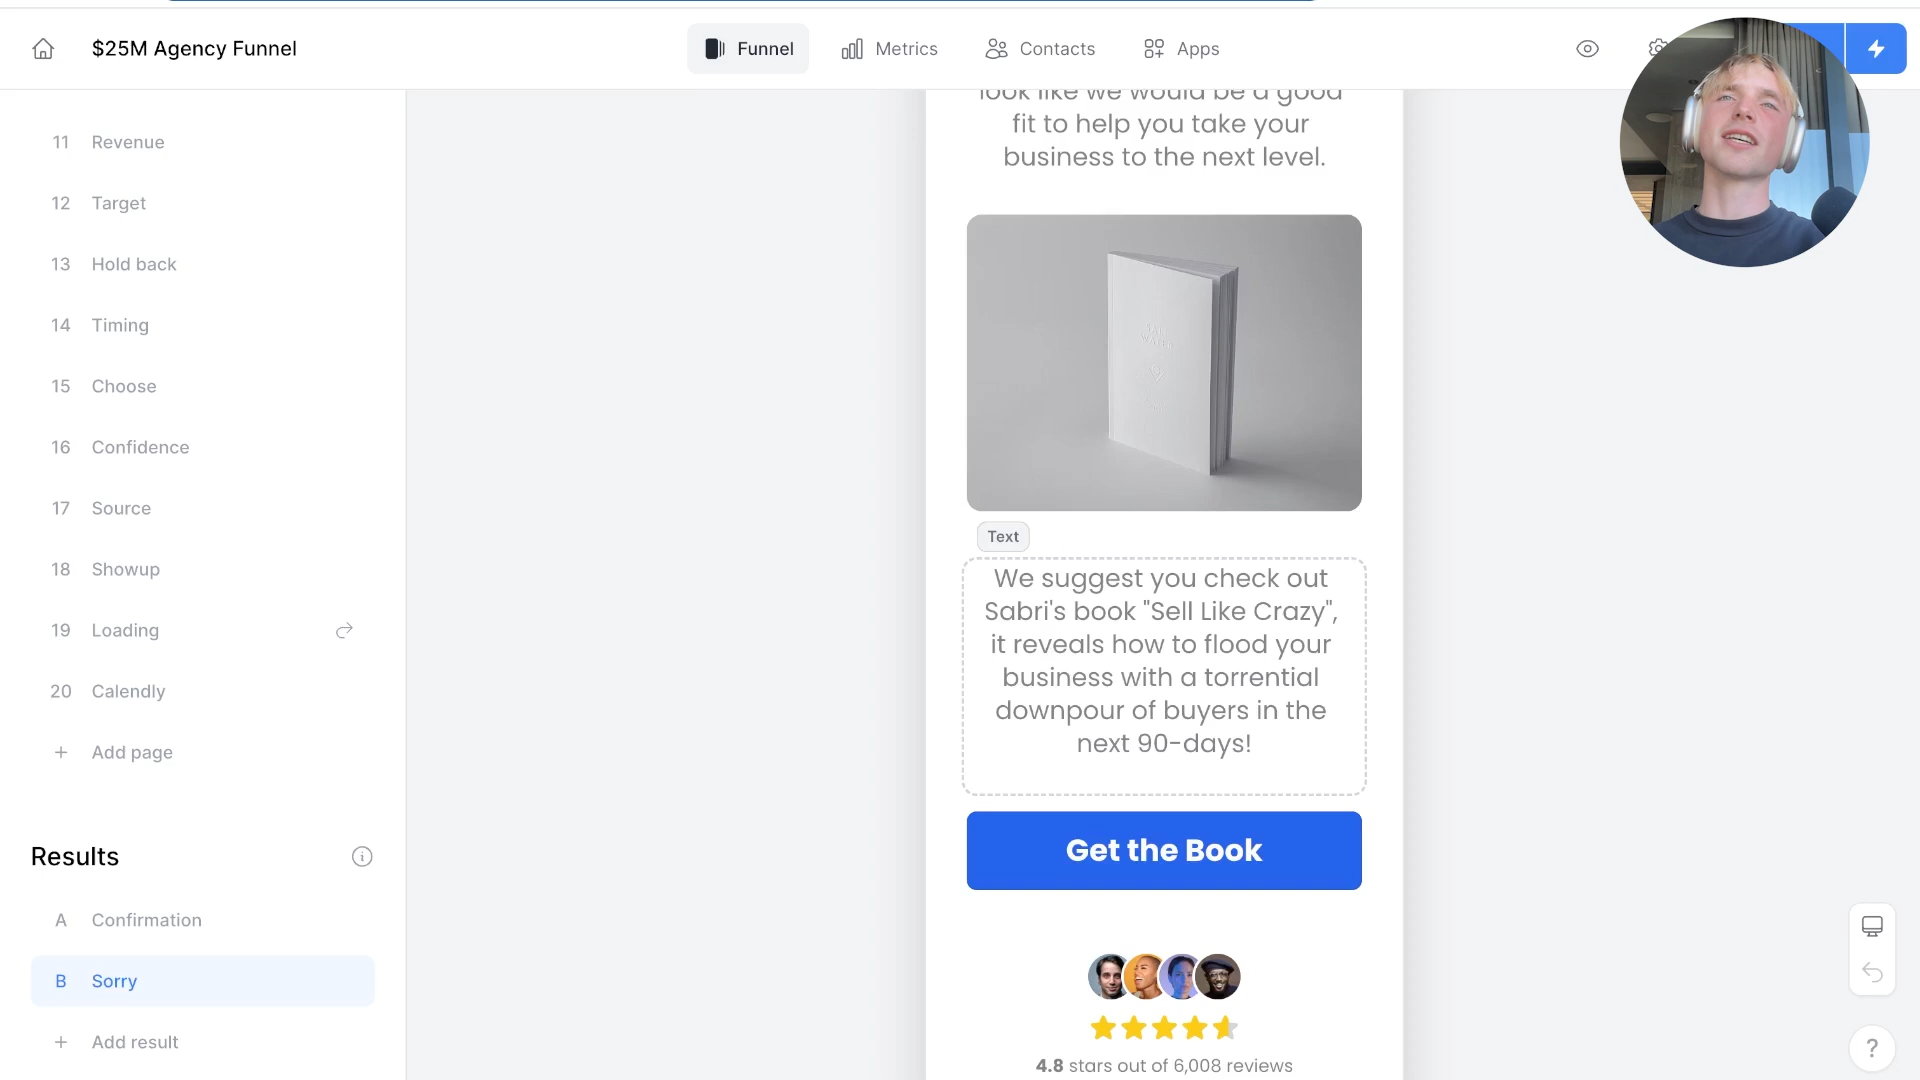 $25M Agency Funnel
Funnel
Metrics
Contacts
Apps
11 Revenue
12 Target
13 Hold back
14 Timing
15 Choose
16 Confidence
17 Source
18 Showup
19 Loading
20 Calendly
+ Add page
Results
A Confirmation
B Sorry
+ Add result
look like we would be a good
fit to help you take your
business to the next level.
Text
We suggest you check out
Sabri's book "Sell Like Crazy",
it reveals how to flood your
business with a torrential
downpour of buyers in the
next 90-days!
Get the Book
4.8 stars out of 6,008 reviews
?